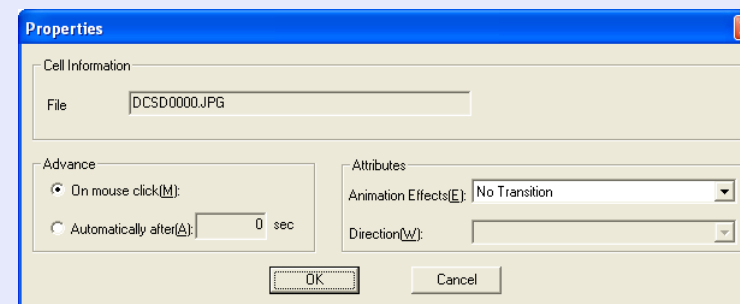 Properties
Cell Information
File DCSD0000.JPG
Advance
On mouse click(M):
Automatically after(A): 0 sec
Attributes
Animation Effects(E): No Transition
Direction(W):
OK Cancel